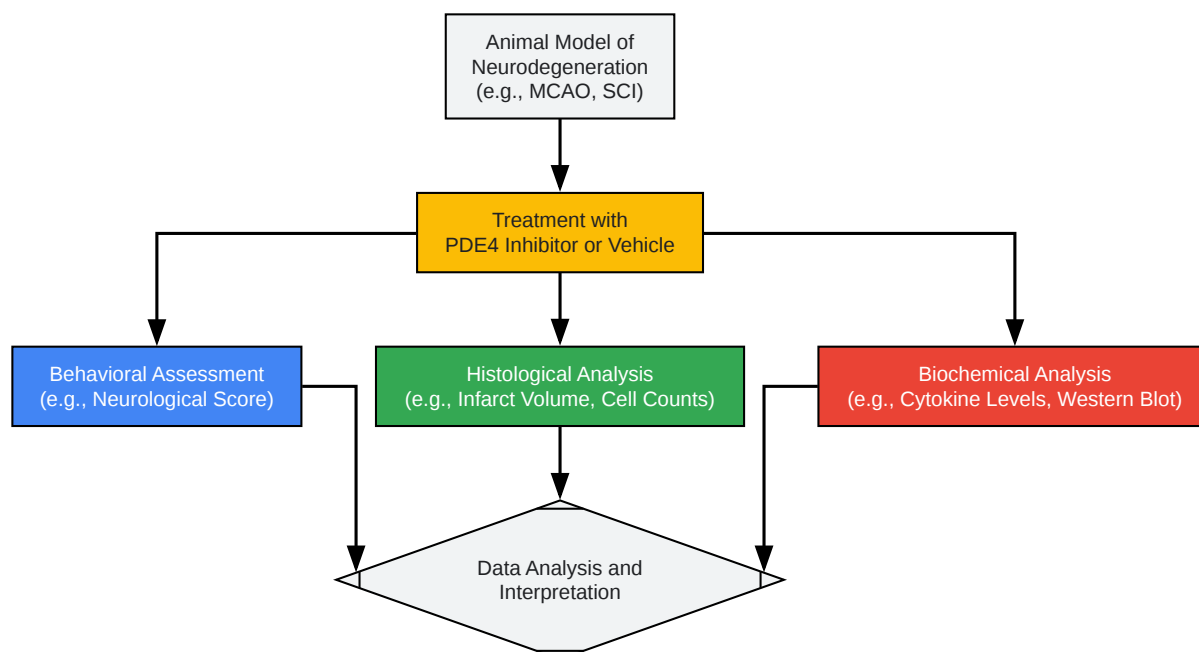 Animal Model of
Neurodegeneration
(e.g., MCAO, SCI)
Treatment with
PDE4 Inhibitor or Vehicle
Behavioral Assessment
(e.g., Neurological Score)
Histological Analysis
(e.g., Infarct Volume, Cell Counts)
Biochemical Analysis
(e.g., Cytokine Levels, Western Blot)
Data Analysis and
Interpretation